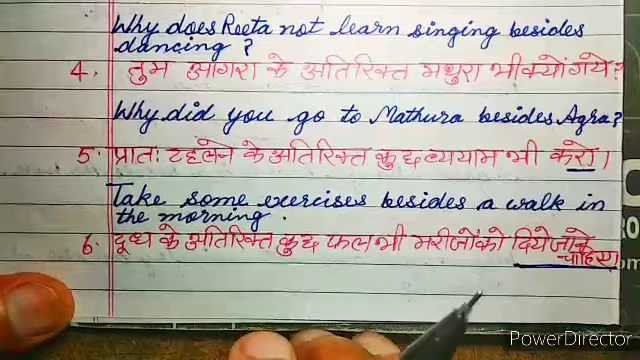 Why does Reeta not learn singing besides
dancing ?
4. तुम आगरा के अतिरिक्त मथुरा भी क्यों गये?
Why did you go to Mathura besides Agra?
5. प्रातः टहलने के अतिरिक्त कुछ व्ययाम भी करो।
Take some exercises besides a walk in
the morning.
6. दूध के अतिरिक्त कुछ फल भी मरीजों को दिये जाने
चाहिए।
PowerDirector